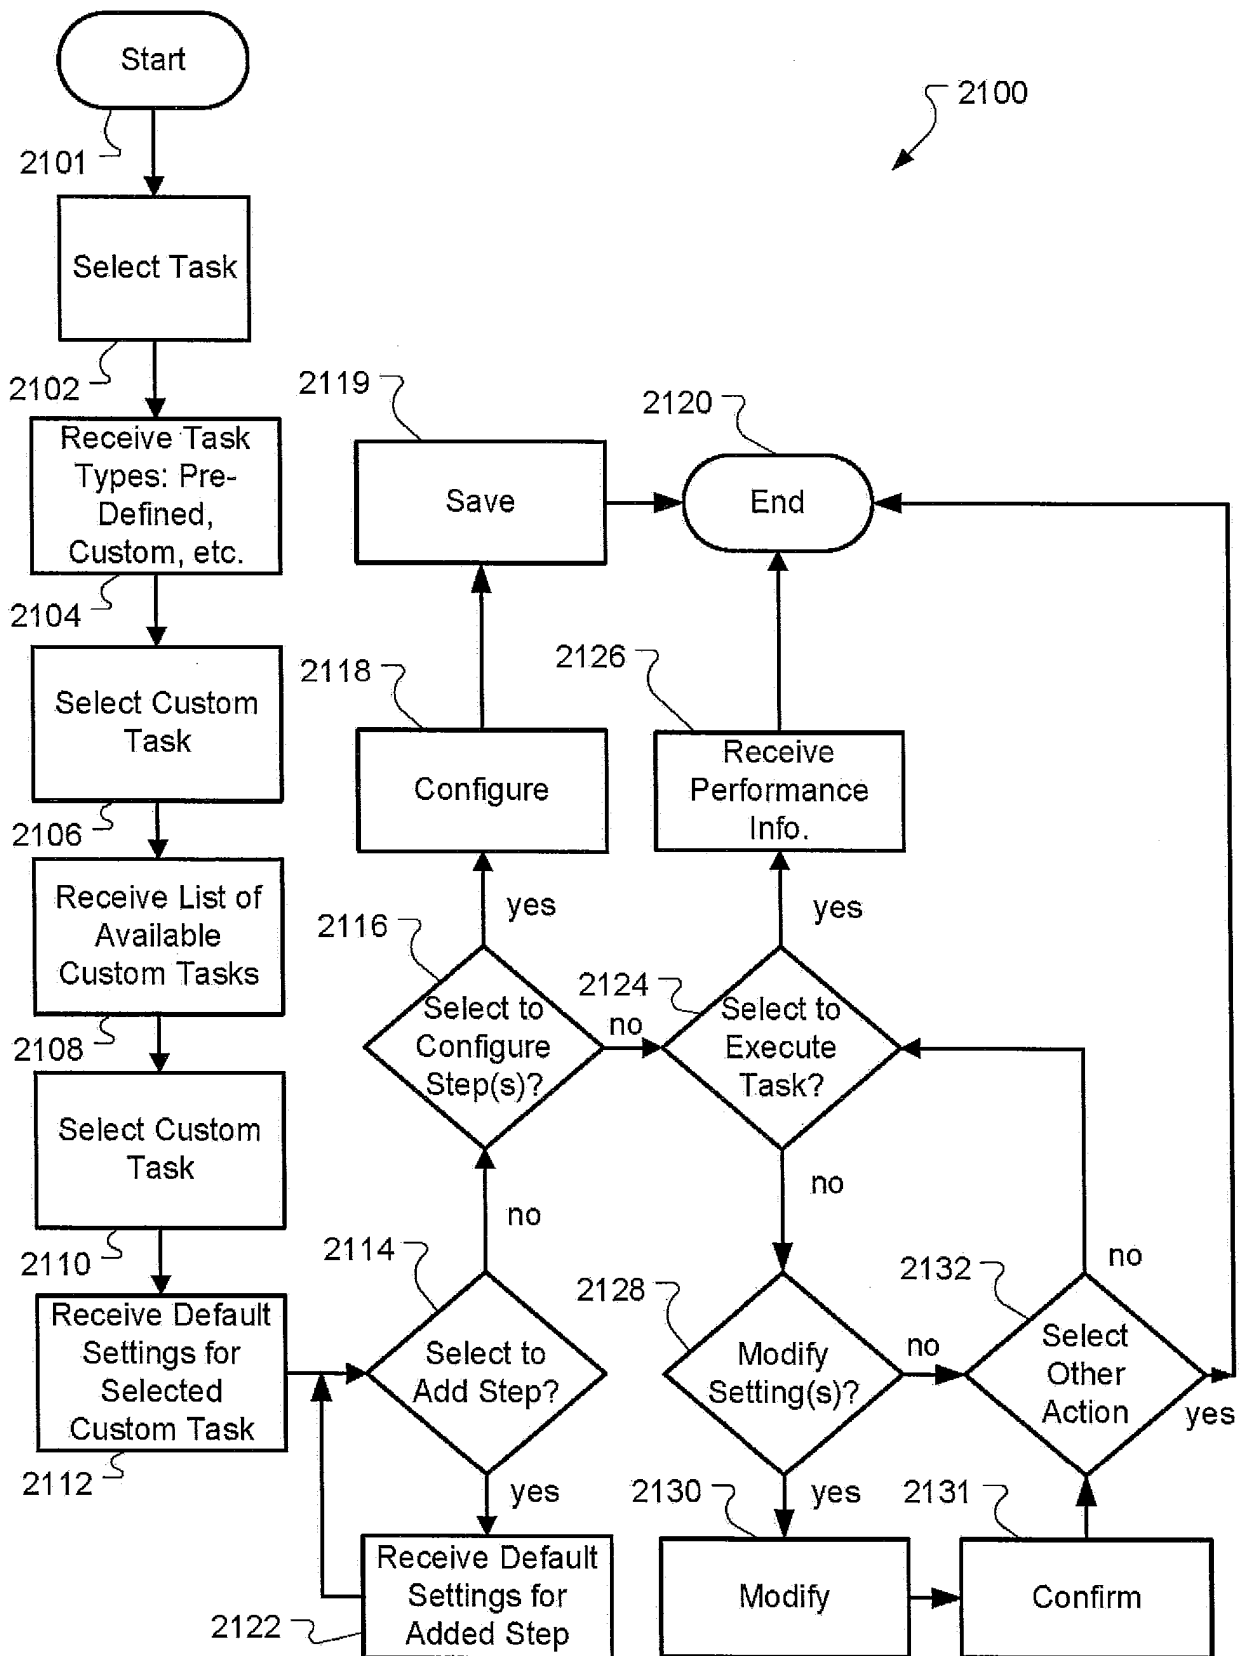 Start
2100
2101
Select Task
2102
Receive Task
Types: Pre-
Defined,
Custom, etc.
2104
Select Custom
Task
2106
Receive List of
Available
Custom Tasks
2108
Select Custom
Task
2110
Receive Default
Settings for
Selected
Custom Task
2112
2119
Save
2120
End
2118
Configure
2126
Receive
Performance
Info.
yes
yes
2116
Select to
Configure
Step(s)?
no
2124
Select to
Execute
Task?
no
no
2114
Select to
Add Step?
yes
2122
Receive Default
Settings for
Added Step
2128
Modify
Setting(s)?
no
yes
2132
no
Select
Other
Action
yes
2130
Modify
2131
Confirm